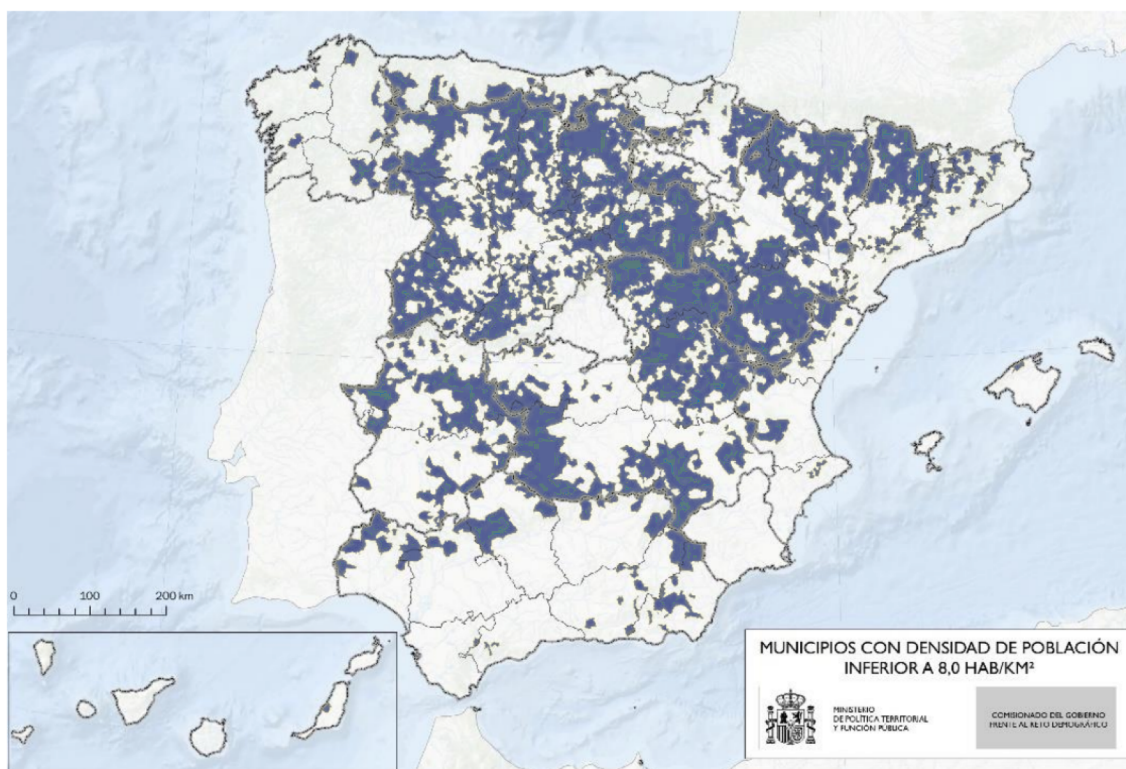 0 100 200 km
MUNICIPIOS CON DENSIDAD DE POBLACIÓN
INFERIOR A 8,0 HAB/KM²
MINISTERIO
DE POLÍTICA TERRITORIAL
Y FUNCIÓN PÚBLICA
COMISIONADO DEL GOBIERNO
FRENTE AL RETO DEMOGRÁFICO